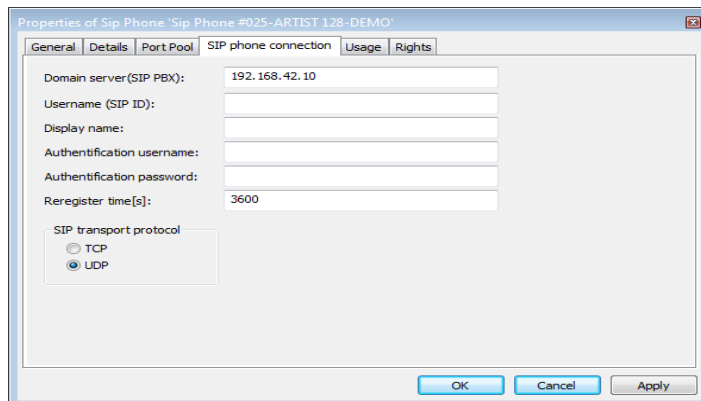 Properties of Sip Phone 'Sip Phone #025-ARTIST 128-DEMO'
General Details Port Pool SIP phone connection Usage Rights
Domain server(SIP PBX): 192.168.42.10
Username (SIP ID):
Display name:
Authentification username:
Authentification password:
Reregister time[s]: 3600
SIP transport protocol
TCP
UDP
OK Cancel Apply